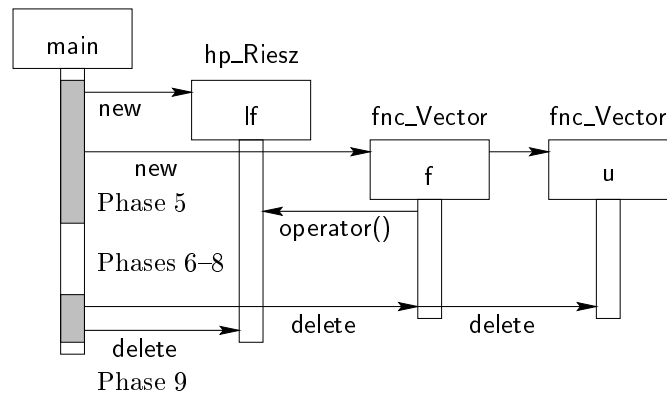 main
hp_Riesz
new
lf
fnc_Vector
fnc_Vector
new
f
u
Phase 5
operator()
Phases 6–8
delete
delete
delete
Phase 9